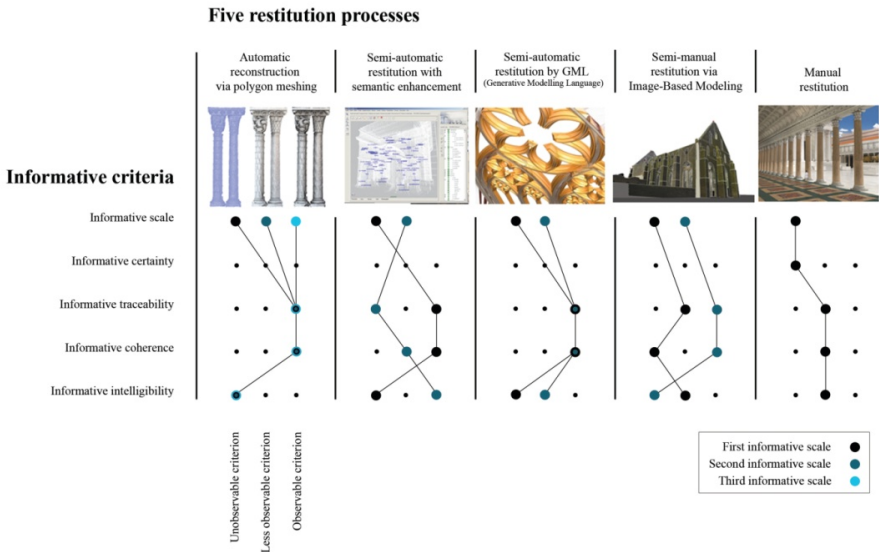 Five restitution processes
Automatic
reconstruction
via polygon meshing
Semi-automatic
restitution with
semantic enhancement
Semi-automatic
restitution by GML
(Generative Modelling Language)
Semi-manual
restitution via
Image-Based Modeling
Manual
restitution
Informative criteria
Informative scale
Informative certainty
Informative traceability
Informative coherence
Informative intelligibility
Unobservable criterion
Less observable criterion
Observable criterion
First informative scale
Second informative scale
Third informative scale